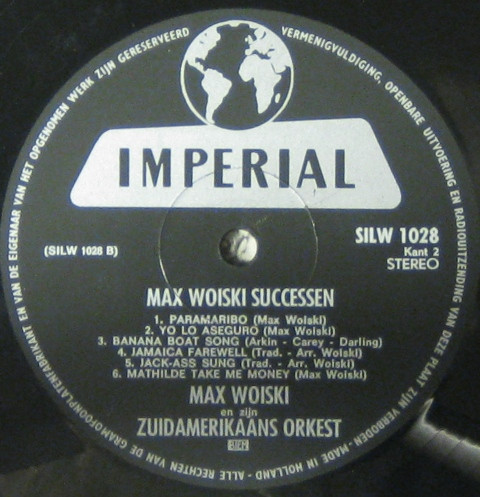 ALLE RECHTEN VAN DE GRAMOFOONPLATENFABRIKANT EN VAN DE EIGENAAR VAN HET OPGENOMEN WERK ZIJN GERESERVEERD
VERMENIGVULDIGING, OPENBARE UITVOERING EN RADIOUITZENDING VAN DEZE PLAAT ZIJN VERBODEN - MADE IN HOLLAND -
IMPERIAL
SILW 1028
(SILW 1028 B)
Kant 2
STEREO
MAX WOISKI SUCCESSEN
1. PARAMARIBO (Max Woiski)
2. YO LO ASEGURO (Max Woiski)
3. BANANA BOAT SONG (Arkin - Carey - Darling)
4. JAMAICA FAREWELL (Trad. - Arr. Woiski)
5. JACK-ASS SUNG (Trad. - Arr. Woiski)
6. MATHILDE TAKE ME MONEY (Max Woiski)
MAX WOISKI
en zijn
ZUIDAMERIKAANS ORKEST
BIEM